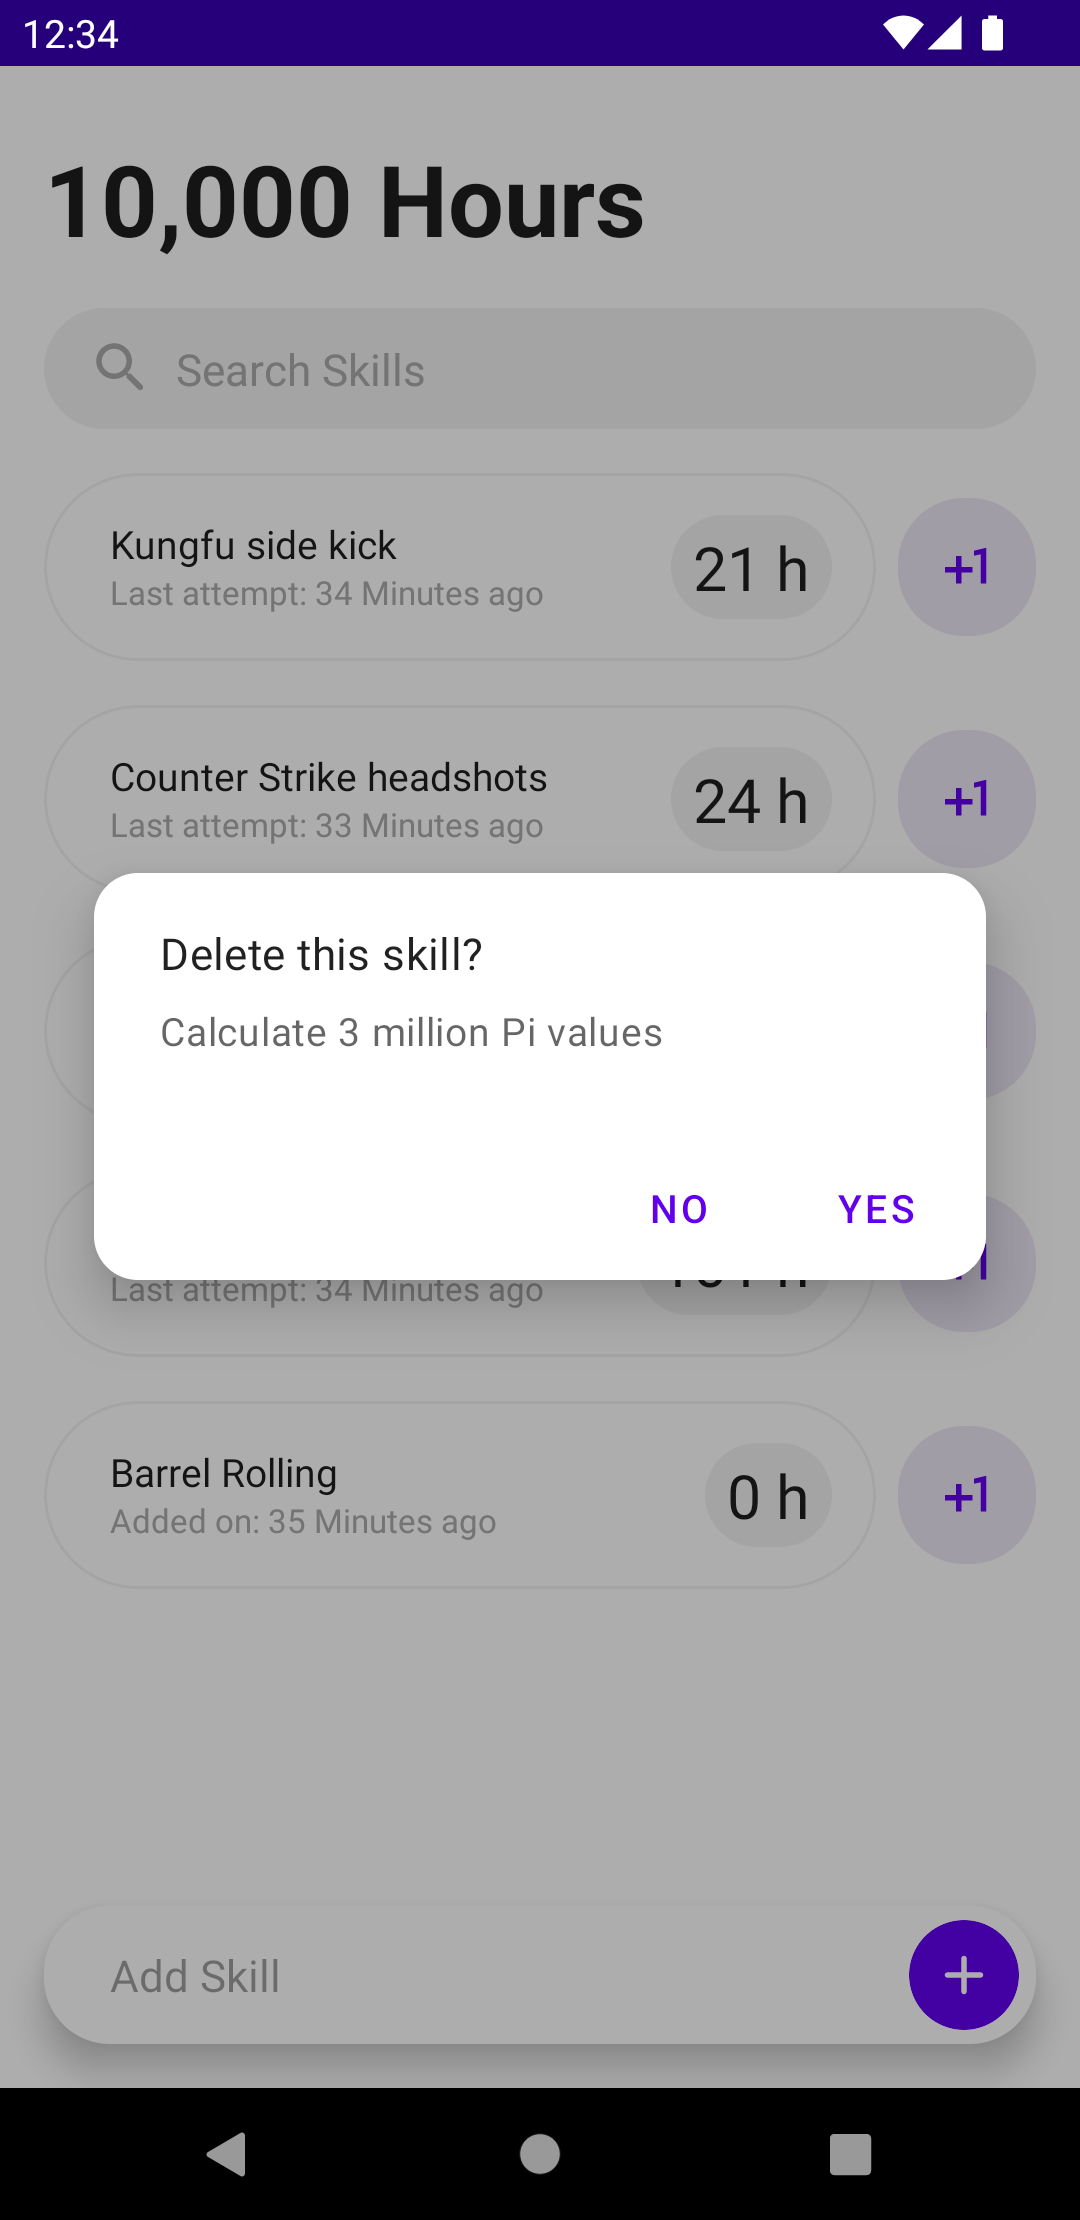 12:34
10,000 Hours
Search Skills
Kungfu side kick
Last attempt: 34 Minutes ago
21 h
+1
Counter Strike headshots
Last attempt: 33 Minutes ago
24 h
+1
Delete this skill?
Calculate 3 million Pi values
NO YES
Last attempt: 34 Minutes ago
Barrel Rolling
Added on: 35 Minutes ago
0 h
+1
Add Skill